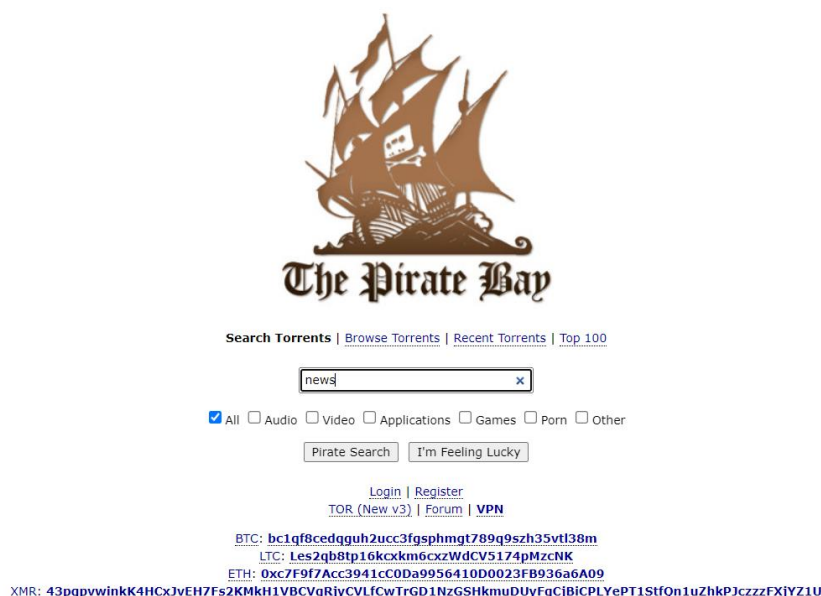 The Pirate Bay
Search Torrents | Browse Torrents | Recent Torrents | Top 100
news
All Audio Video Applications Games Porn Other
Pirate Search I'm Feeling Lucky
Login | Register
TOR (New v3) | Forum | VPN
BTC: bc1qf8cedqguh2ucc3fgsphmgt789q9szh35vtl38m
LTC: Les2qb8tp16kcxkm6cxzWdCV5174pMzcNK
ETH: 0xc7F9f7Acc3941cC0Da9956410D0023FB936a6A09
XMR: 43pqpvwinkK4HCxJvEH7Fs2KMkH1VBCVqRjyCVLfCwTrGD1NzGSHkmuDUyFqCjBiCPLYePT1StfQn1uZhkPJczzzFXjYZ1U